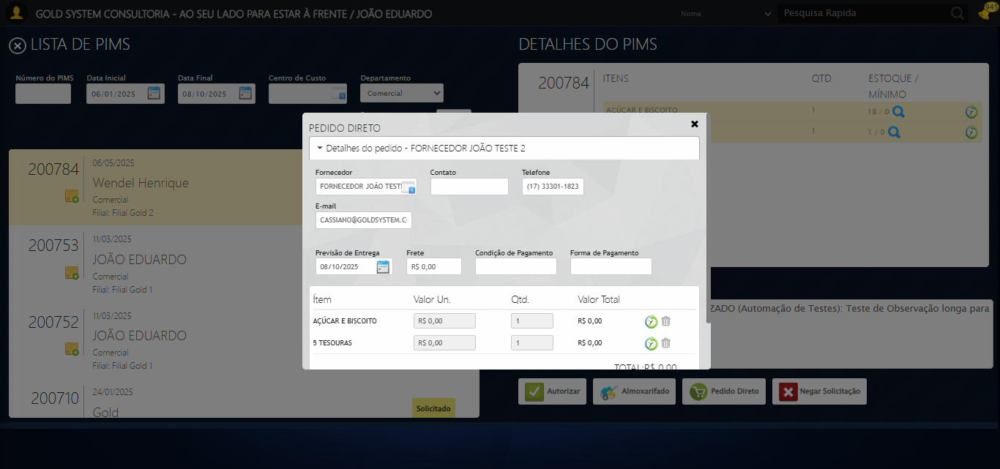 GOLD SYSTEM CONSULTORIA - AO SEU LADO PARA ESTAR À FRENTE / JOÃO EDUARDO
Nome
Pesquisa Rapida
945
LISTA DE PIMS
Número do PIMS
Data Inicial
Data Final
Centro de Custo
Departamento
06/01/2025
08/10/2025
Comercial
200784
06/05/2025
Wendel Henrique
Comercial
Filial: Filial Gold 2
200753
11/03/2025
JOÃO EDUARDO
Comercial
Filial: Filial Gold 1
200752
11/03/2025
JOÃO EDUARDO
Comercial
Filial: Filial Gold 1
200710
24/01/2025
Gold
Solicitado
DETALHES DO PIMS
200784
ITENS
QTD.
ESTOQUE /
MÍNIMO
AÇÚCAR E BISCOITO
1
18 / 0
1
1 / 0
ZADO (Automação de Testes): Teste de Observação longa para
Autorizar
Almoxarifado
Pedido Direto
Negar Solicitação
PEDIDO DIRETO
Detalhes do pedido - FORNECEDOR JOÃO TESTE 2
Fornecedor
Contato
Telefone
FORNECEDOR JOÃO TESTE
(17) 33301-1823
E-mail
CASSIANO@GOLDSYSTEM.CO
Previsão de Entrega
Frete
Condição de Pagamento
Forma de Pagamento
08/10/2025
R$ 0,00
Ítem
Valor Un.
Qtd.
Valor Total
AÇÚCAR E BISCOITO
R$ 0,00
1
R$ 0,00
5 TESOURAS
R$ 0,00
1
R$ 0,00
TOTAL:R$ 0,00